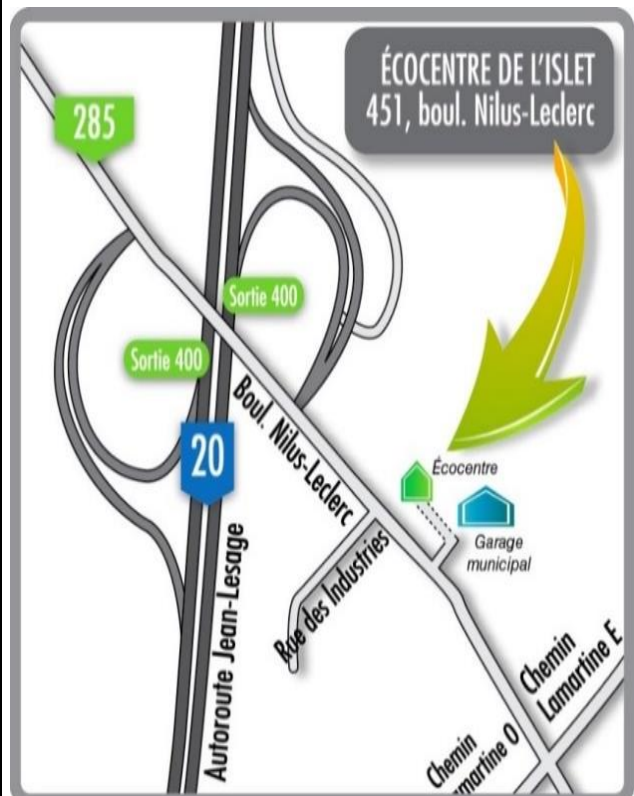 ÉCOCENTRE DE L'ISLET
451, boul. Nilus-Leclerc
285
Sortie 400
Sortie 400
Boul. Nilus-Leclerc
20
Écocentre
Garage
municipal
Rue des Industries
Autoroute Jean-Lesage
Chemin
Lamartine E
Chemin
martine O